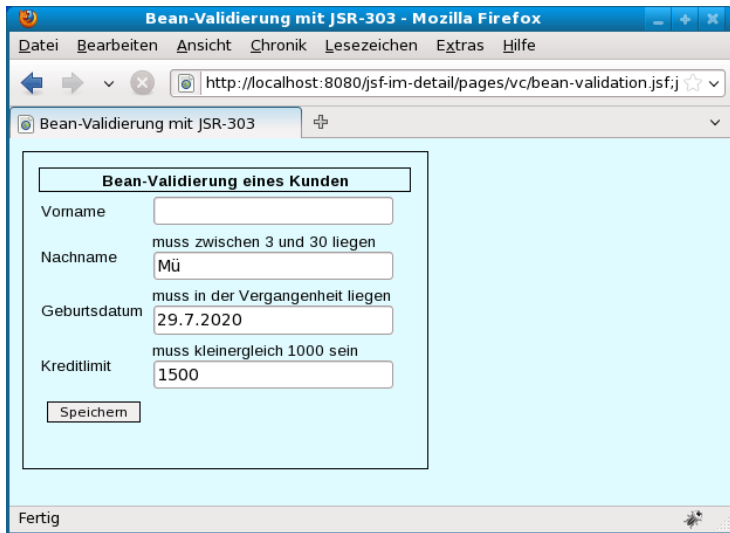 Bean-Validierung mit JSR-303 - Mozilla Firefox
Datei Bearbeiten Ansicht Chronik Lesezeichen Extras Hilfe
http://localhost:8080/jsf-im-detail/pages/vc/bean-validation.jsf;j
Bean-Validierung mit JSR-303
Bean-Validierung eines Kunden
Vorname
muss zwischen 3 und 30 liegen
Nachname
Mü
muss in der Vergangenheit liegen
Geburtsdatum
29.7.2020
muss kleinergleich 1000 sein
Kreditlimit
1500
Speichern
Fertig